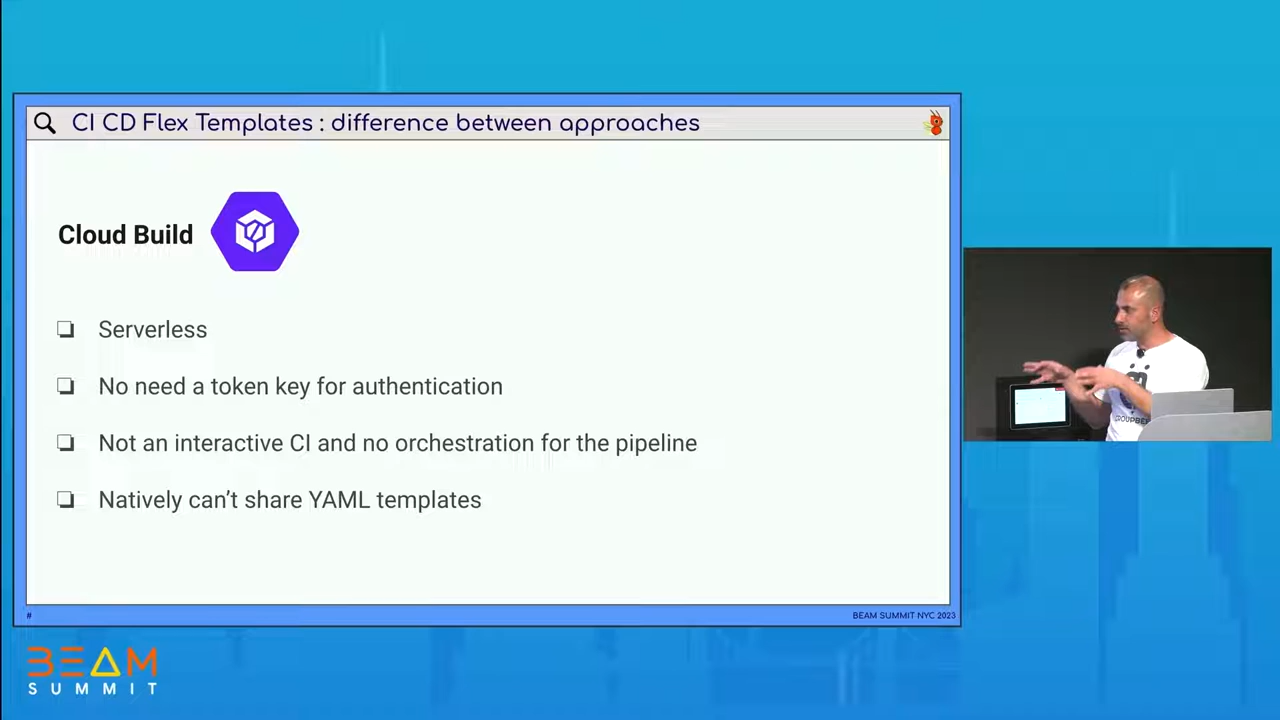 CI CD Flex Templates : difference between approaches
Cloud Build
Serverless
No need a token key for authentication
Not an interactive CI and no orchestration for the pipeline
Natively can't share YAML templates
#
BEAM SUMMIT NYC 2023
BEAM
SUMMIT